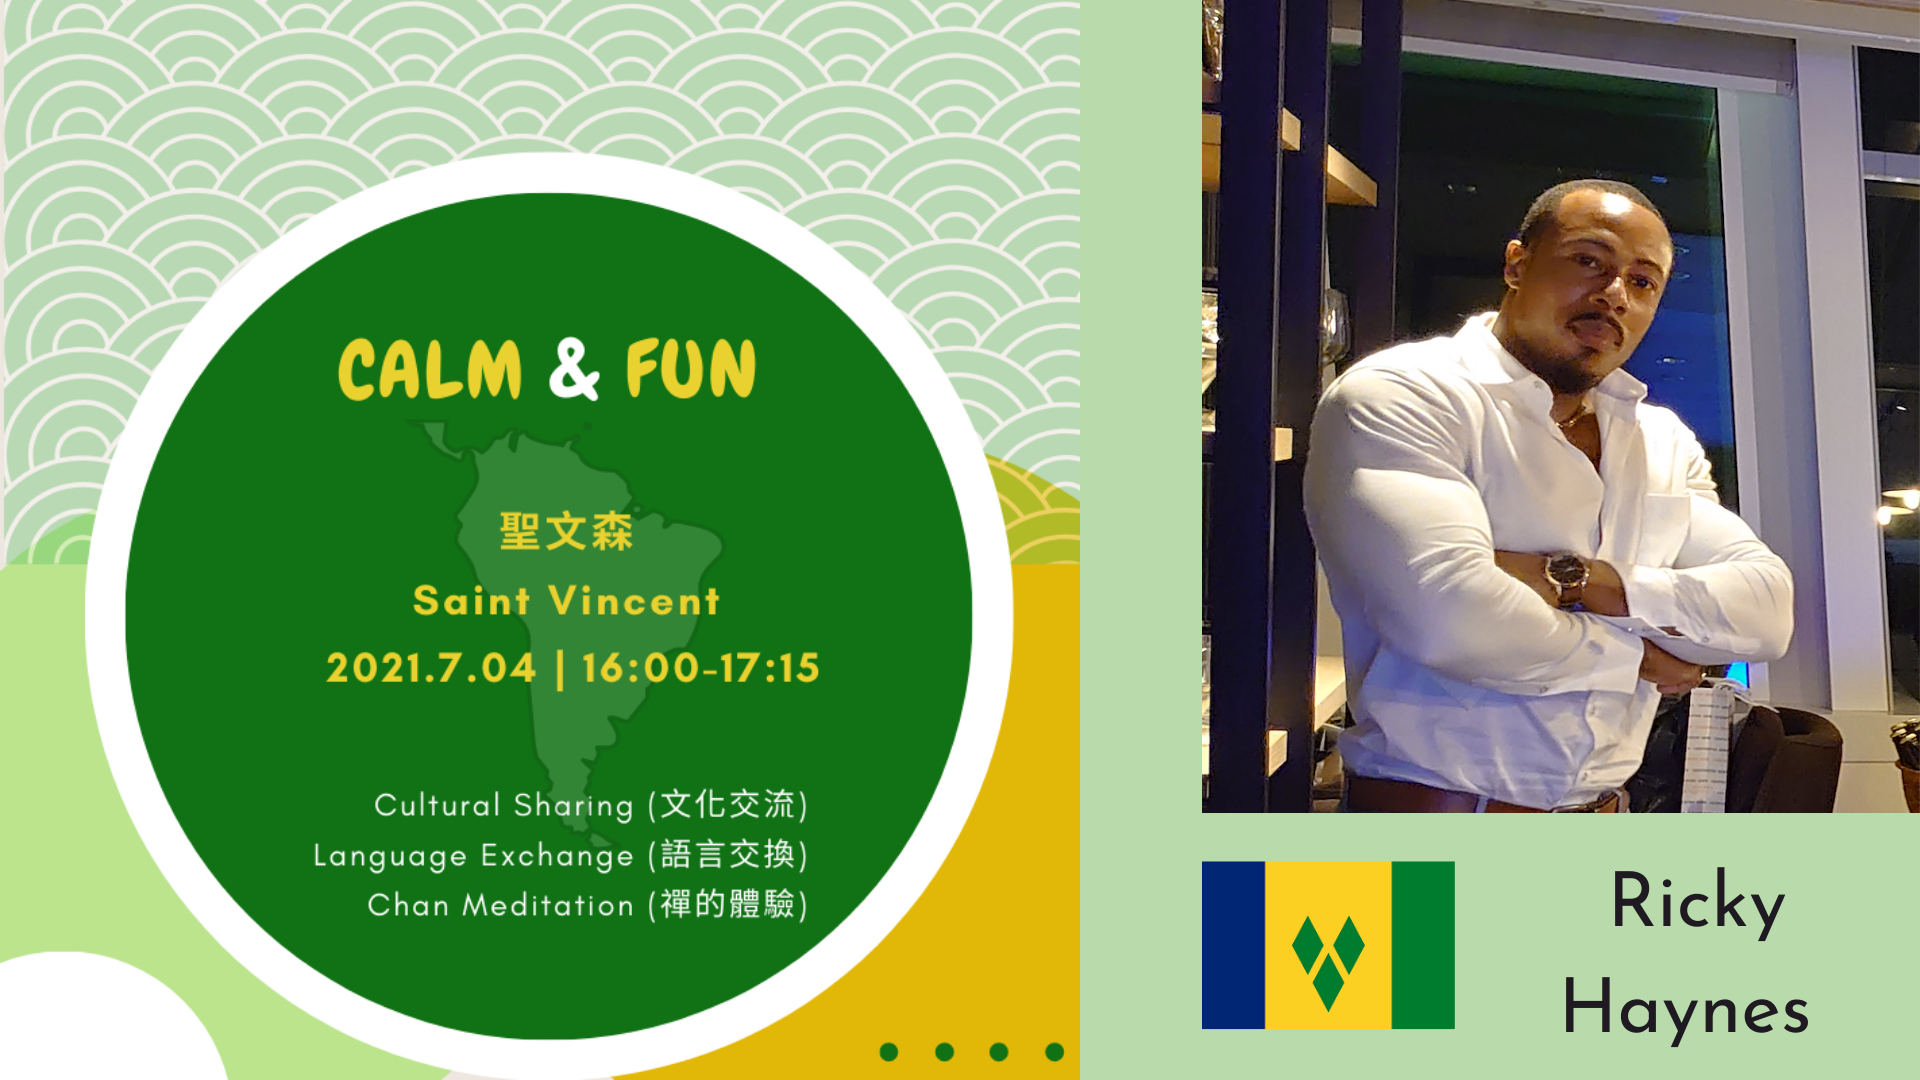 CALM & FUN
聖文森
Saint Vincent
2021.7.04 | 16:00-17:15
Cultural Sharing (文化交流)
Language Exchange (語言交換)
Chan Meditation (禪的體驗)
Ricky
Haynes